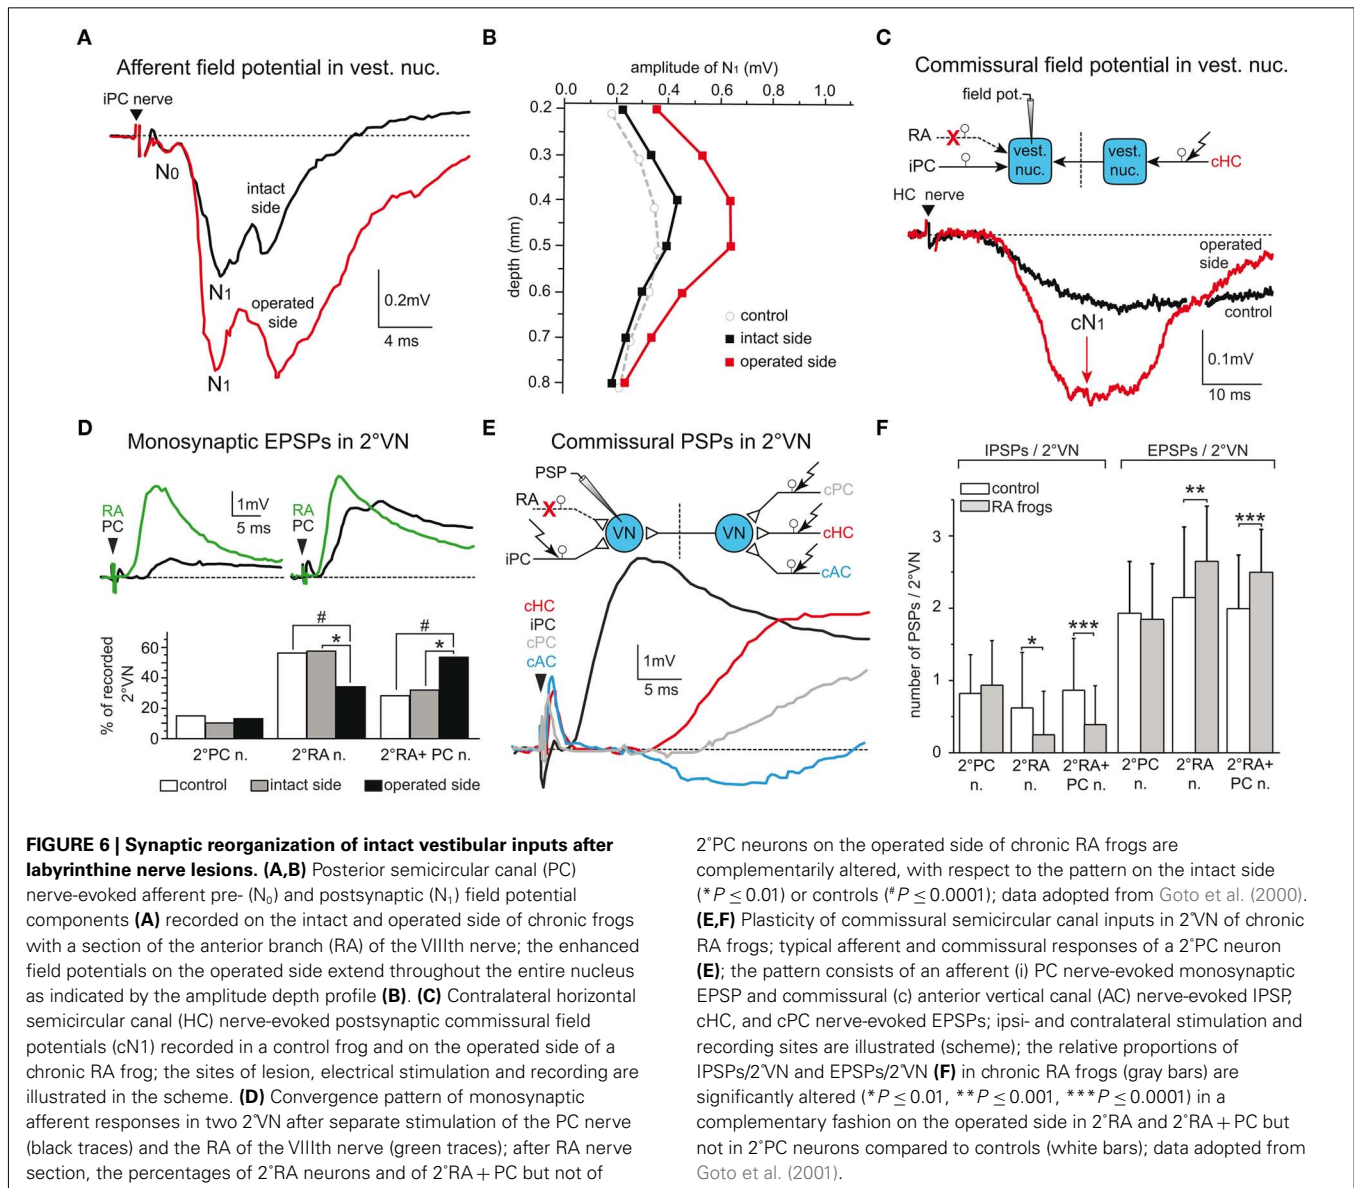 A
Afferent field potential in vest. nuc.
iPC nerve
N0
intact
side
N1
operated
side
N1
0.2mV
4 ms
B
amplitude of N1 (mV)
0.0 0.2 0.4 0.6 0.8 1.0
0.2
0.3
0.4
0.5
0.6
0.7
0.8
depth (mm)
control
intact side
operated side
C
Commissural field potential in vest. nuc.
field pot.
RA
X
iPC
vest.
nuc.
vest.
nuc.
cHC
HC nerve
operated
side
control
cN1
0.1mV
10 ms
D
Monosynaptic EPSPs in 2°VN
RA
PC
1mV
5 ms
RA
PC
% of recorded
2°VN
60
40
20
0
#
*
#
*
2°PC n. 2°RA n. 2°RA+ PC n.
control intact side operated side
E
Commissural PSPs in 2°VN
PSP
RA
X
iPC
VN
VN
cPC
cHC
cAC
cHC
iPC
cPC
cAC
1mV
5 ms
F
IPSPs / 2°VN EPSPs / 2°VN
control
RA frogs
number of PSPs / 2°VN
3
2
1
0
*
***
**
***
2°PC 2°RA 2°RA+ 2°PC 2°RA 2°RA+
n. n. PC n. n. n. PC n.
FIGURE 6 | Synaptic reorganization of intact vestibular inputs after
labyrinthine nerve lesions. (A,B) Posterior semicircular canal (PC)
nerve-evoked afferent pre- (N0) and postsynaptic (N1) field potential
components (A) recorded on the intact and operated side of chronic frogs
with a section of the anterior branch (RA) of the VIIIth nerve; the enhanced
field potentials on the operated side extend throughout the entire nucleus
as indicated by the amplitude depth profile (B). (C) Contralateral horizontal
semicircular canal (HC) nerve-evoked postsynaptic commissural field
potentials (cN1) recorded in a control frog and on the operated side of a
chronic RA frog; the sites of lesion, electrical stimulation and recording are
illustrated in the scheme. (D) Convergence pattern of monosynaptic
afferent responses in two 2°VN after separate stimulation of the PC nerve
(black traces) and the RA of the VIIIth nerve (green traces); after RA nerve
section, the percentages of 2°RA neurons and of 2°RA + PC but not of
2°PC neurons on the operated side of chronic RA frogs are
complementarily altered, with respect to the pattern on the intact side
(*P ≤ 0.01) or controls (#P ≤ 0.0001); data adopted from Goto et al. (2000).
(E,F) Plasticity of commissural semicircular canal inputs in 2°VN of chronic
RA frogs; typical afferent and commissural responses of a 2°PC neuron
(E); the pattern consists of an afferent (i) PC nerve-evoked monosynaptic
EPSP and commissural (c) anterior vertical canal (AC) nerve-evoked IPSP,
cHC, and cPC nerve-evoked EPSPs; ipsi- and contralateral stimulation and
recording sites are illustrated (scheme); the relative proportions of
IPSPs/2°VN and EPSPs/2°VN (F) in chronic RA frogs (gray bars) are
significantly altered (*P ≤ 0.01, **P ≤ 0.001, ***P ≤ 0.0001) in a
complementary fashion on the operated side in 2°RA and 2°RA + PC but
not in 2°PC neurons compared to controls (white bars); data adopted from
Goto et al. (2001).